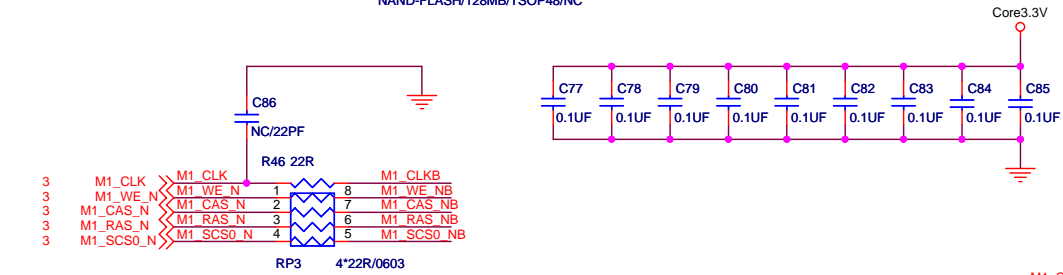 NAND-FLASH/128MB/TSOP48/NC
Core3.3V
C77 C78 C79 C80 C81 C82 C83 C84 C85
0.1UF 0.1UF 0.1UF 0.1UF 0.1UF 0.1UF 0.1UF 0.1UF 0.1UF
C86
NC/22PF
R46 22R
3 M1_CLK M1_CLK M1_CLKB
3 M1_WE_N M1_WE_N 1 8 M1_WE_NB
3 M1_CAS_N M1_CAS_N 2 7 M1_CAS_NB
3 M1_RAS_N M1_RAS_N 3 6 M1_RAS_NB
3 M1_SCS0_N M1_SCS0_N 4 5 M1_SCS0_NB
RP3 4*22R/0603